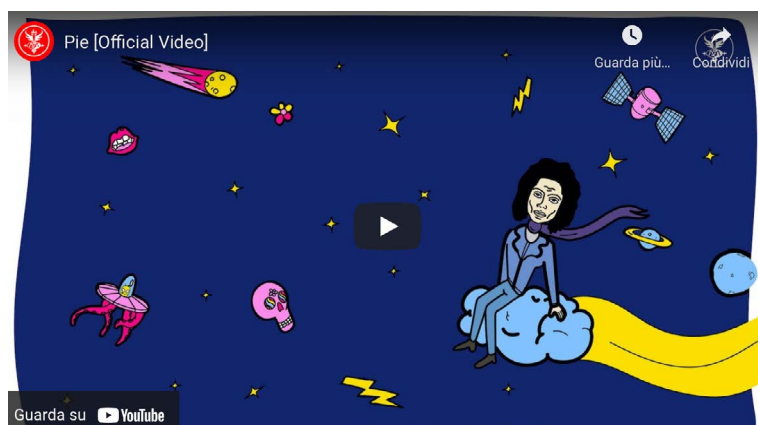 Pie [Official Video]
Guarda più...
Condividi
Guarda su YouTube